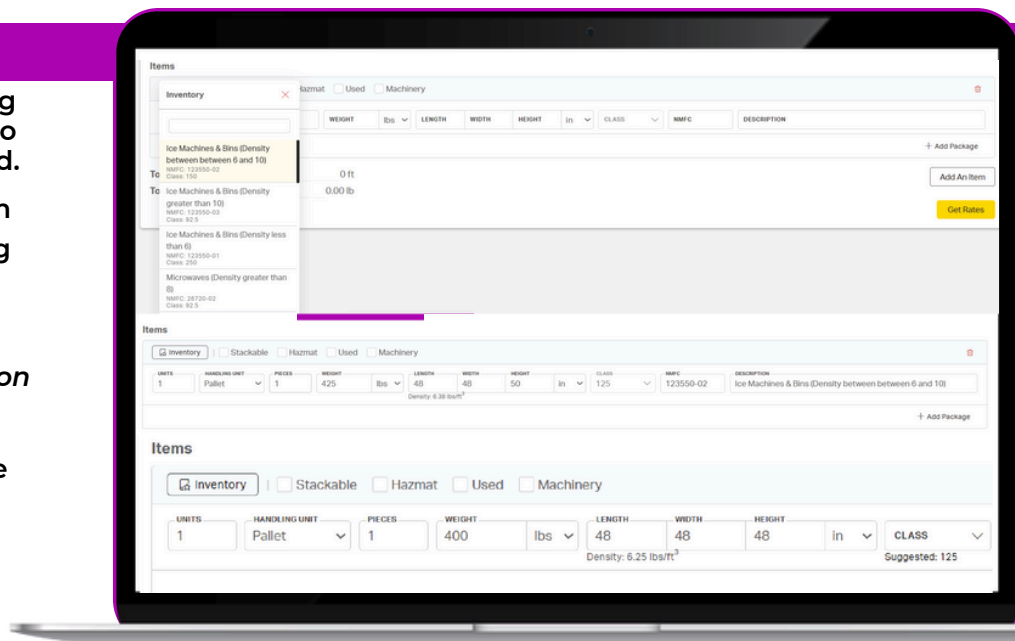 g
o
d.
n
g
on
e
Items
Inventory
azmat Used Machinery
WEIGHT lbs LENGTH WIDTH HEIGHT in CLASS NMFC DESCRIPTION
Ice Machines & Bins (Density
between between 6 and 10)
NMFC: 123550-02
Class: 150
Ice Machines & Bins (Density
greater than 10)
NMFC: 123550-03
Class: 92.5
Ice Machines & Bins (Density less
than 6)
NMFC: 123550-01
Class: 250
Microwaves (Density greater than
8)
NMFC: 26720-02
Class: 92.5
+ Add Package
To 0 ft
To 0.00 lb
Add An Item
Get Rates
Items
Inventory | Stackable Hazmat Used Machinery
UNITS HANDLING UNIT PIECES WEIGHT LENGTH WIDTH HEIGHT CLASS NMFC DESCRIPTION
1 Pallet 1 425 lbs 48 48 50 in 125 123550-02 Ice Machines & Bins (Density between between 6 and 10)
Density: 6.38 lbs/ft³
+ Add Package
Items
Inventory | Stackable Hazmat Used Machinery
UNITS HANDLING UNIT PIECES WEIGHT LENGTH WIDTH HEIGHT
1 Pallet 1 400 lbs 48 48 48 in CLASS
Density: 6.25 lbs/ft³ Suggested: 125